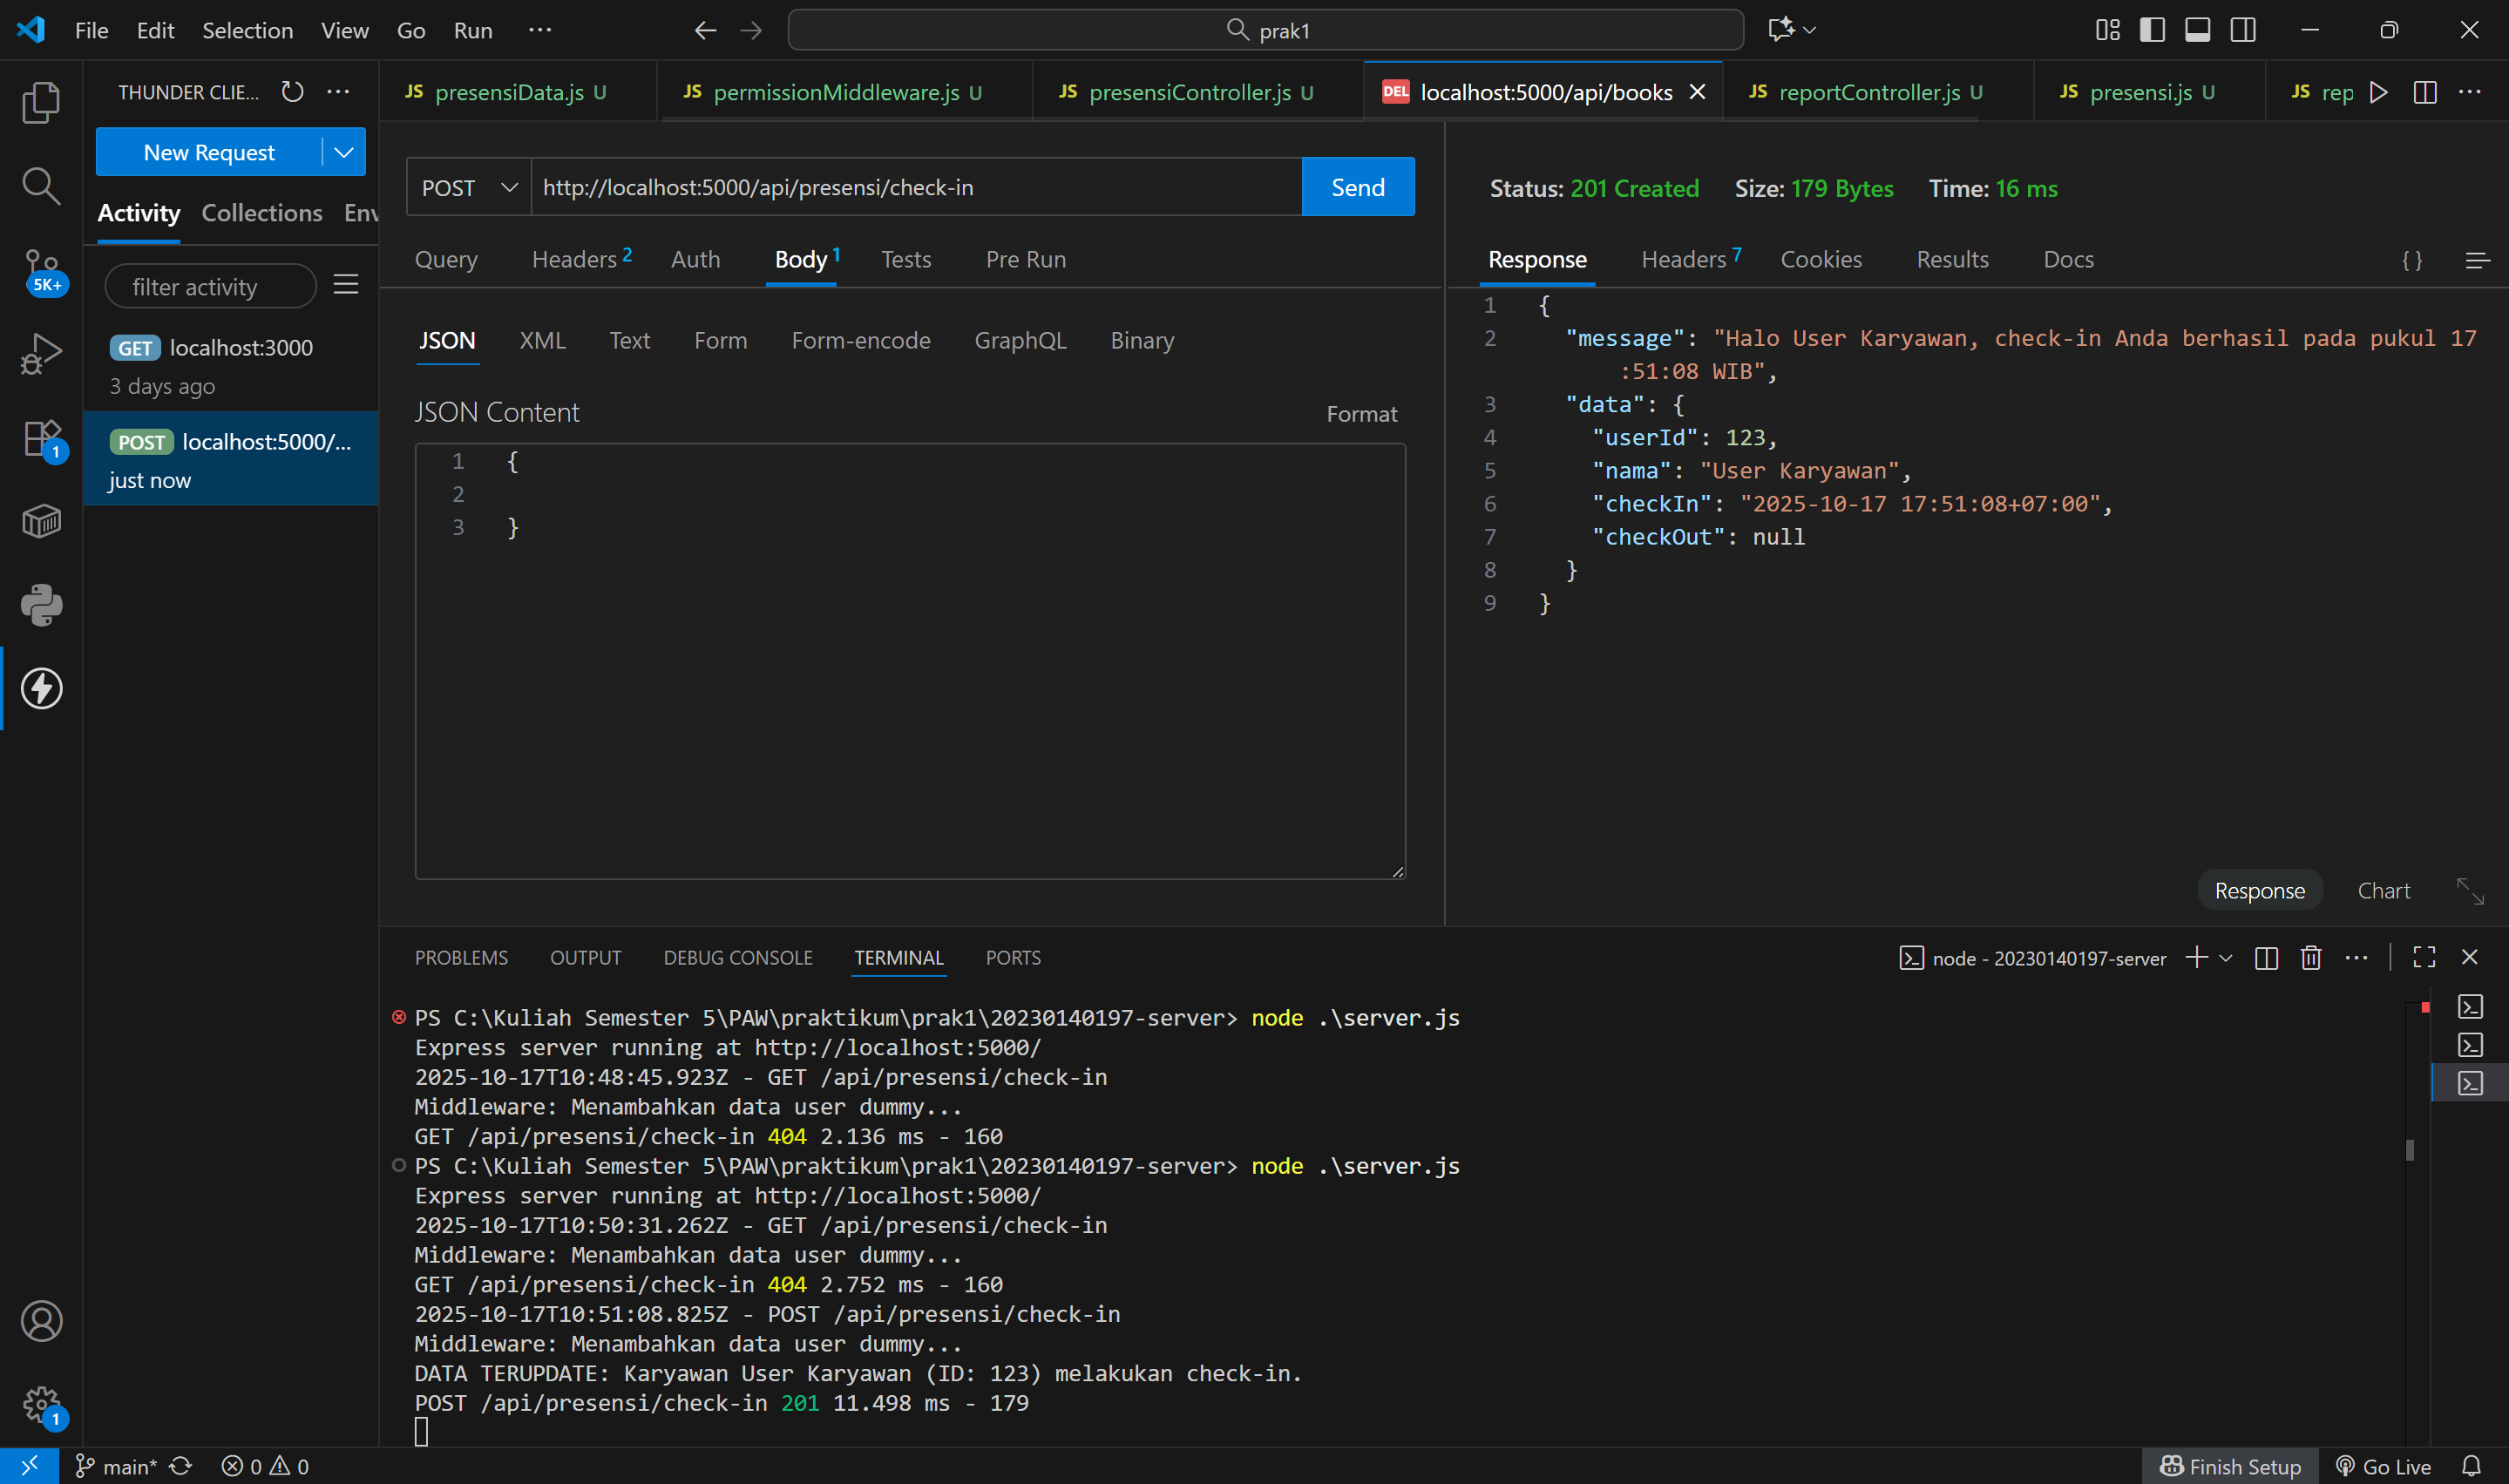 File Edit Selection View Go Run ··· prak1
THUNDER CLIE... ···
JS presensiData.js U JS permissionMiddleware.js U JS presensiController.js U DEL localhost:5000/api/books JS reportController.js U JS presensi.js U JS rep ···
New Request
Activity Collections Env
filter activity
GET localhost:3000
3 days ago
POST localhost:5000/...
just now
5K+
1
1
POST http://localhost:5000/api/presensi/check-in Send
Query Headers 2 Auth Body 1 Tests Pre Run
JSON XML Text Form Form-encode GraphQL Binary
JSON Content Format
1 {
2
3 }
Status: 201 Created Size: 179 Bytes Time: 16 ms
Response Headers 7 Cookies Results Docs { }
1 {
2 "message": "Halo User Karyawan, check-in Anda berhasil pada pukul 17
:51:08 WIB",
3 "data": {
4 "userId": 123,
5 "nama": "User Karyawan",
6 "checkIn": "2025-10-17 17:51:08+07:00",
7 "checkOut": null
8 }
9 }
Response Chart
PROBLEMS OUTPUT DEBUG CONSOLE TERMINAL PORTS node - 20230140197-server ···
PS C:\Kuliah Semester 5\PAW\praktikum\prak1\20230140197-server> node .\server.js
Express server running at http://localhost:5000/
2025-10-17T10:48:45.923Z - GET /api/presensi/check-in
Middleware: Menambahkan data user dummy...
GET /api/presensi/check-in 404 2.136 ms - 160
PS C:\Kuliah Semester 5\PAW\praktikum\prak1\20230140197-server> node .\server.js
Express server running at http://localhost:5000/
2025-10-17T10:50:31.262Z - GET /api/presensi/check-in
Middleware: Menambahkan data user dummy...
GET /api/presensi/check-in 404 2.752 ms - 160
2025-10-17T10:51:08.825Z - POST /api/presensi/check-in
Middleware: Menambahkan data user dummy...
DATA TERUPDATE: Karyawan User Karyawan (ID: 123) melakukan check-in.
POST /api/presensi/check-in 201 11.498 ms - 179
main* 0 0 Finish Setup Go Live